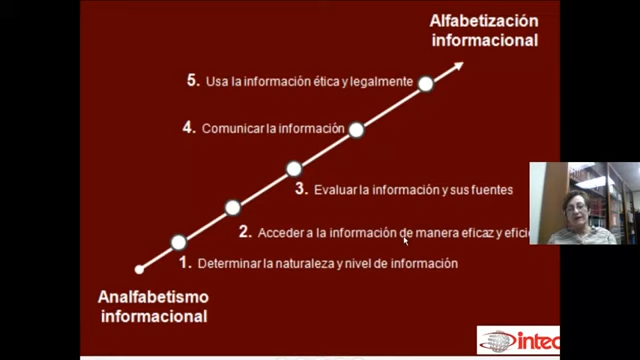 Alfabetización
informacional
5. Usa la información ética y legalmente
4. Comunicar la información
3. Evaluar la información y sus fuentes
2. Acceder a la información de manera eficaz y
1. Determinar la naturaleza y nivel de información
Analfabetismo
informacional
intec